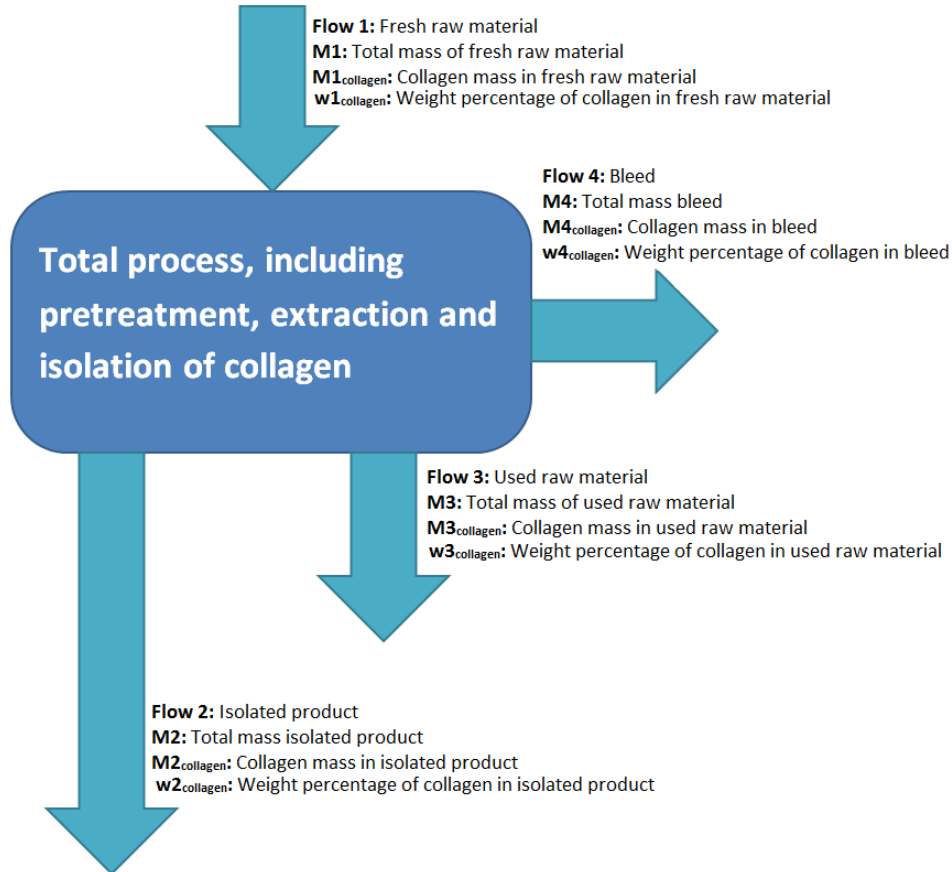 Flow 1: Fresh raw material
M1: Total mass of fresh raw material
M1collagen: Collagen mass in fresh raw material
w1collagen: Weight percentage of collagen in fresh raw material
Flow 4: Bleed
M4: Total mass bleed
M4collagen: Collagen mass in bleed
w4collagen: Weight percentage of collagen in bleed
Total process, including
pretreatment, extraction and
isolation of collagen
Flow 3: Used raw material
M3: Total mass of used raw material
M3collagen: Collagen mass in used raw material
w3collagen: Weight percentage of collagen in used raw material
Flow 2: Isolated product
M2: Total mass isolated product
M2collagen: Collagen mass in isolated product
w2collagen: Weight percentage of collagen in isolated product